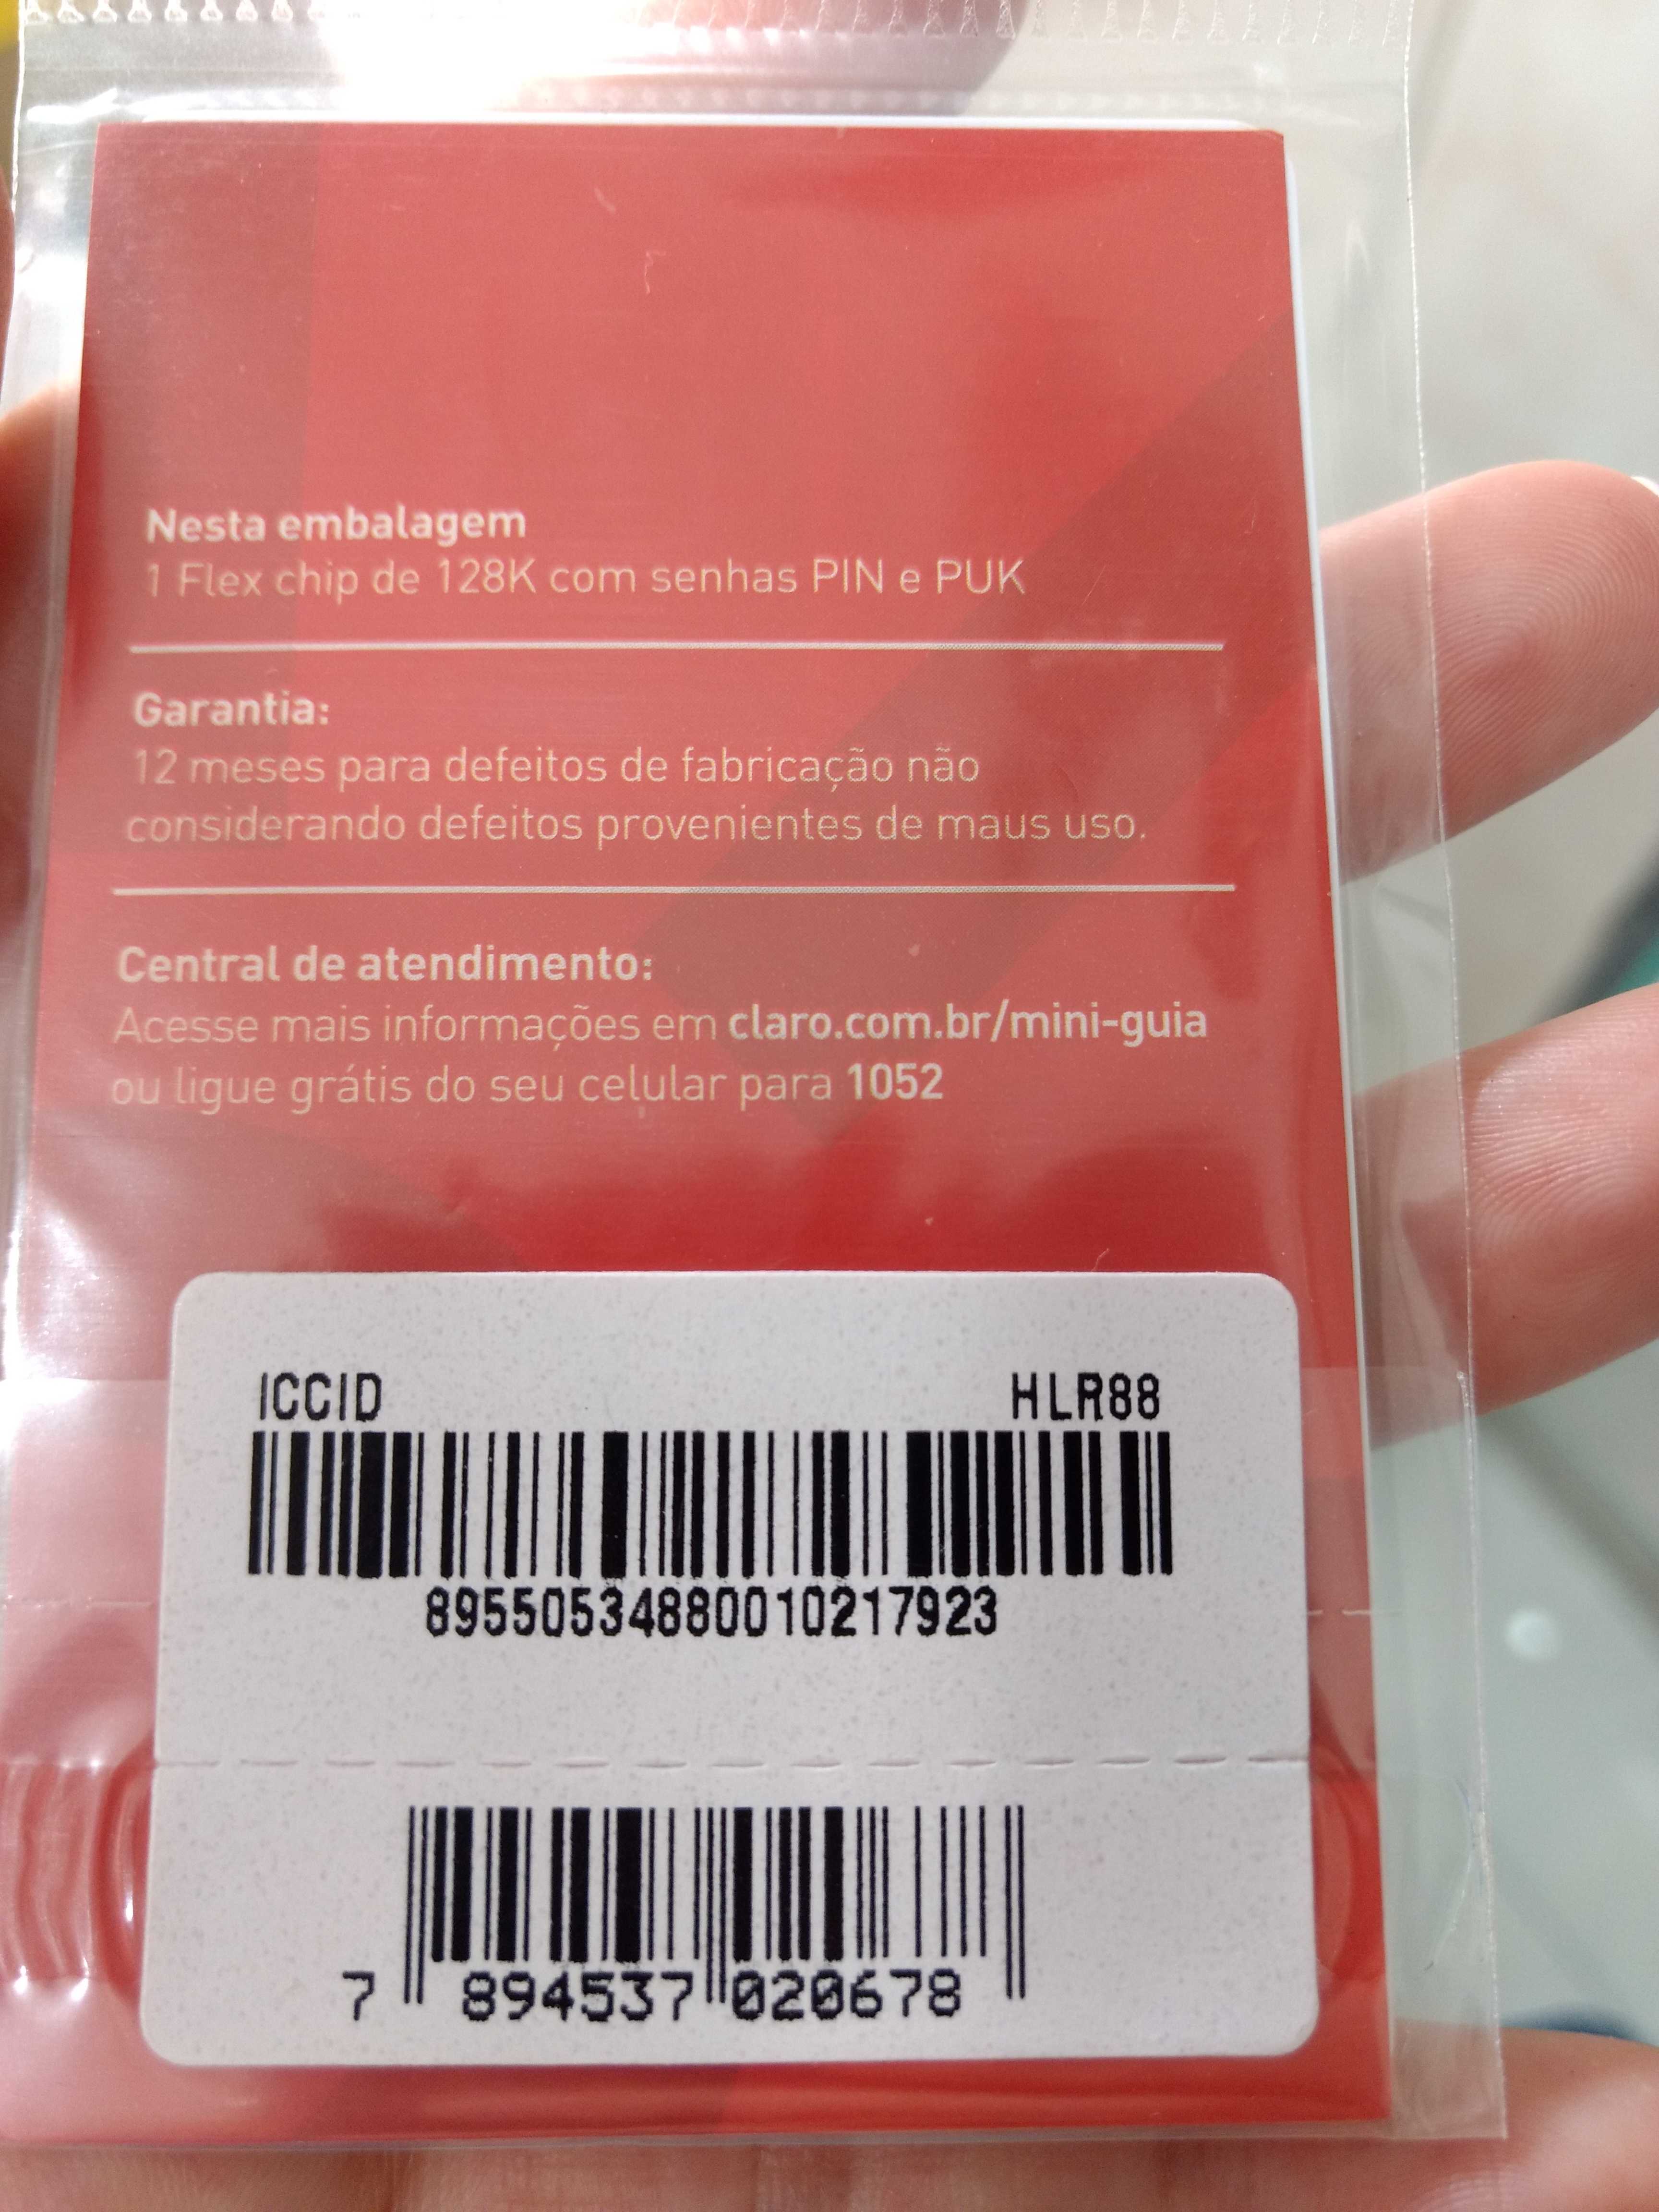 Nesta embalagem
1 Flex chip de 128K com senhas PIN e PUK
Garantia:
12 meses para defeitos de fabricação não
considerando defeitos provenientes de maus uso.
Central de atendimento:
Acesse mais informações em claro.com.br/mini-guia
ou ligue grátis do seu celular para 1052
ICCID HLR88
89550534880010217923
7 894537 020678